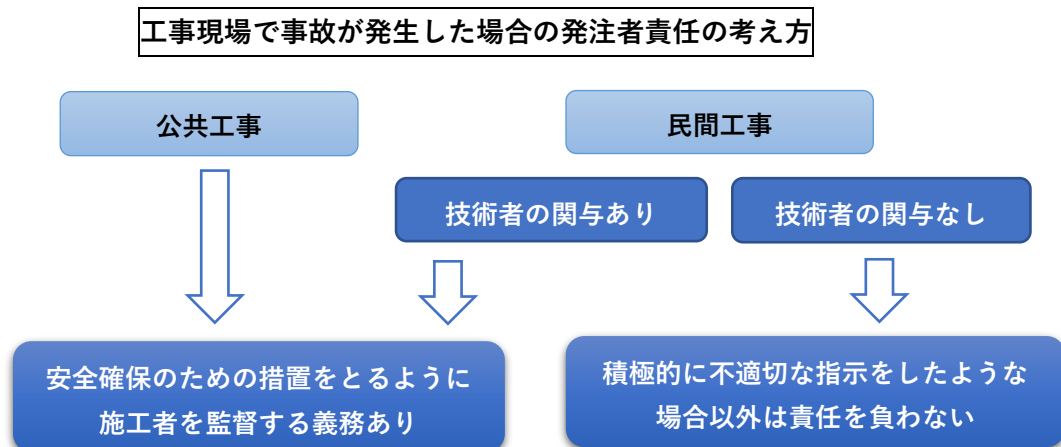 工事現場で事故が発生した場合の発注者責任の考え方
公共工事
民間工事
技術者の関与あり
技術者の関与なし
安全確保のための措置をとるように
施工者を監督する義務あり
積極的に不適切な指示をしたような
場合以外は責任を負わない